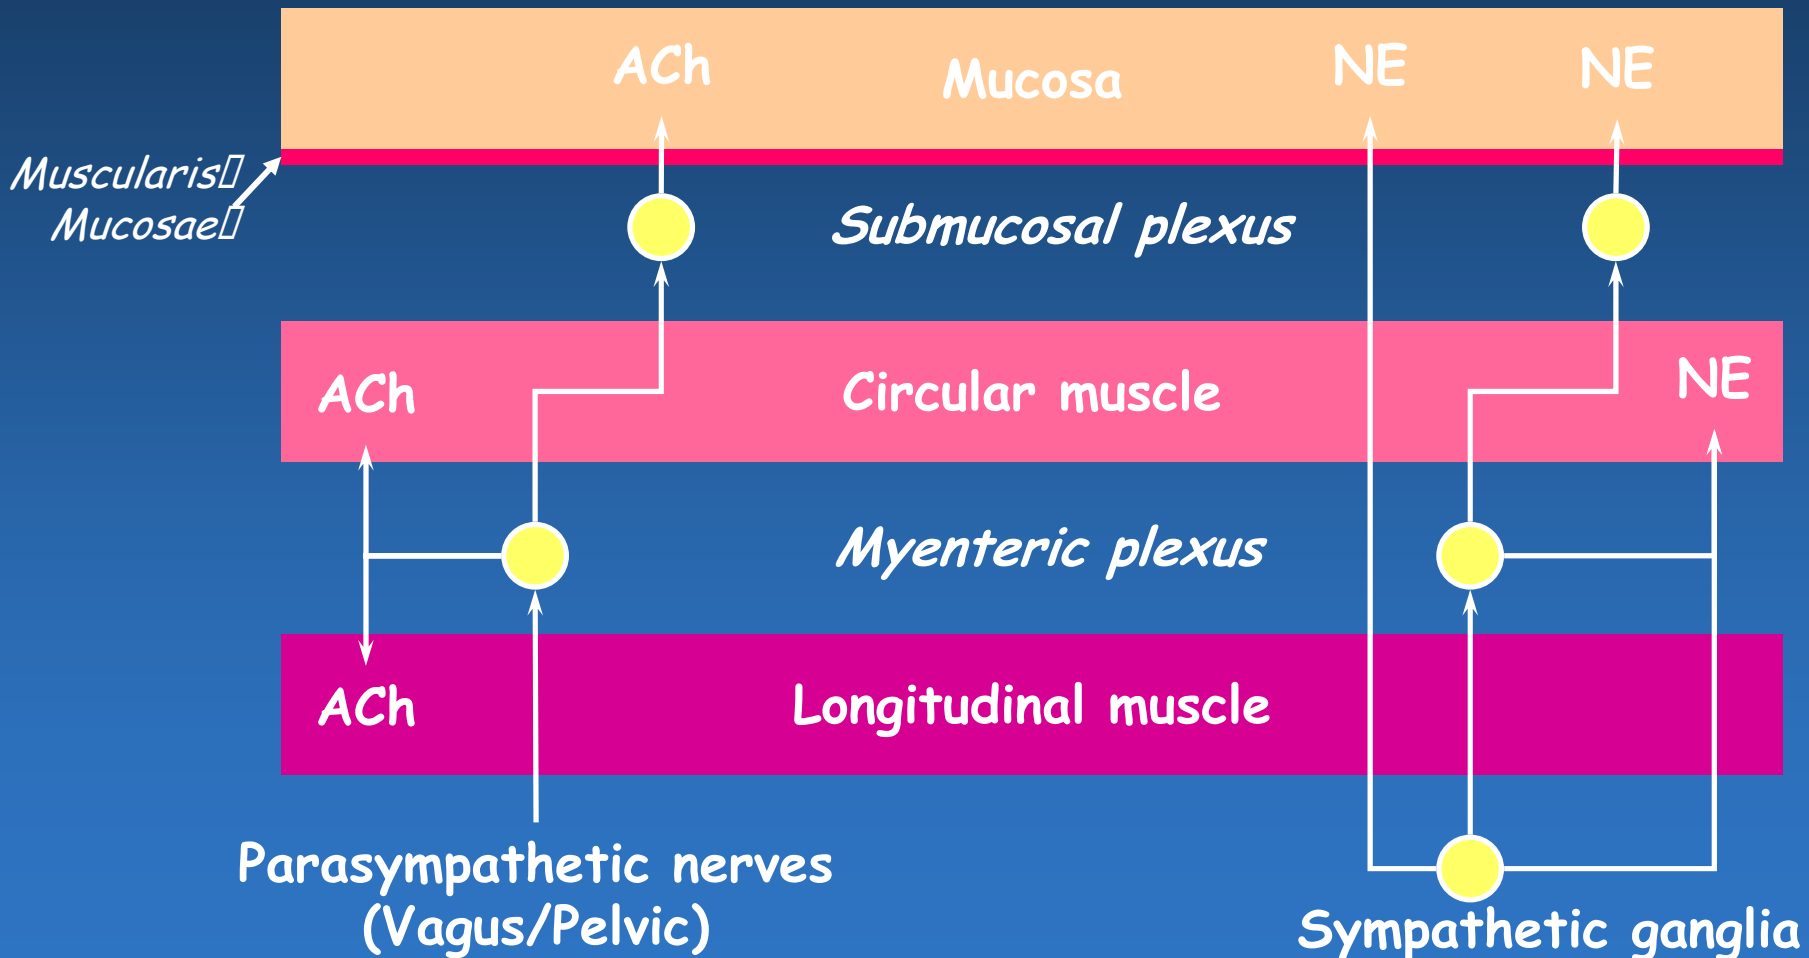 ACh
Mucosa
NE
NE
Muscularis▯
Mucosae▯
Submucosal plexus
ACh
Circular muscle
NE
Myenteric plexus
ACh
Longitudinal muscle
Parasympathetic nerves
(Vagus/Pelvic)
Sympathetic ganglia